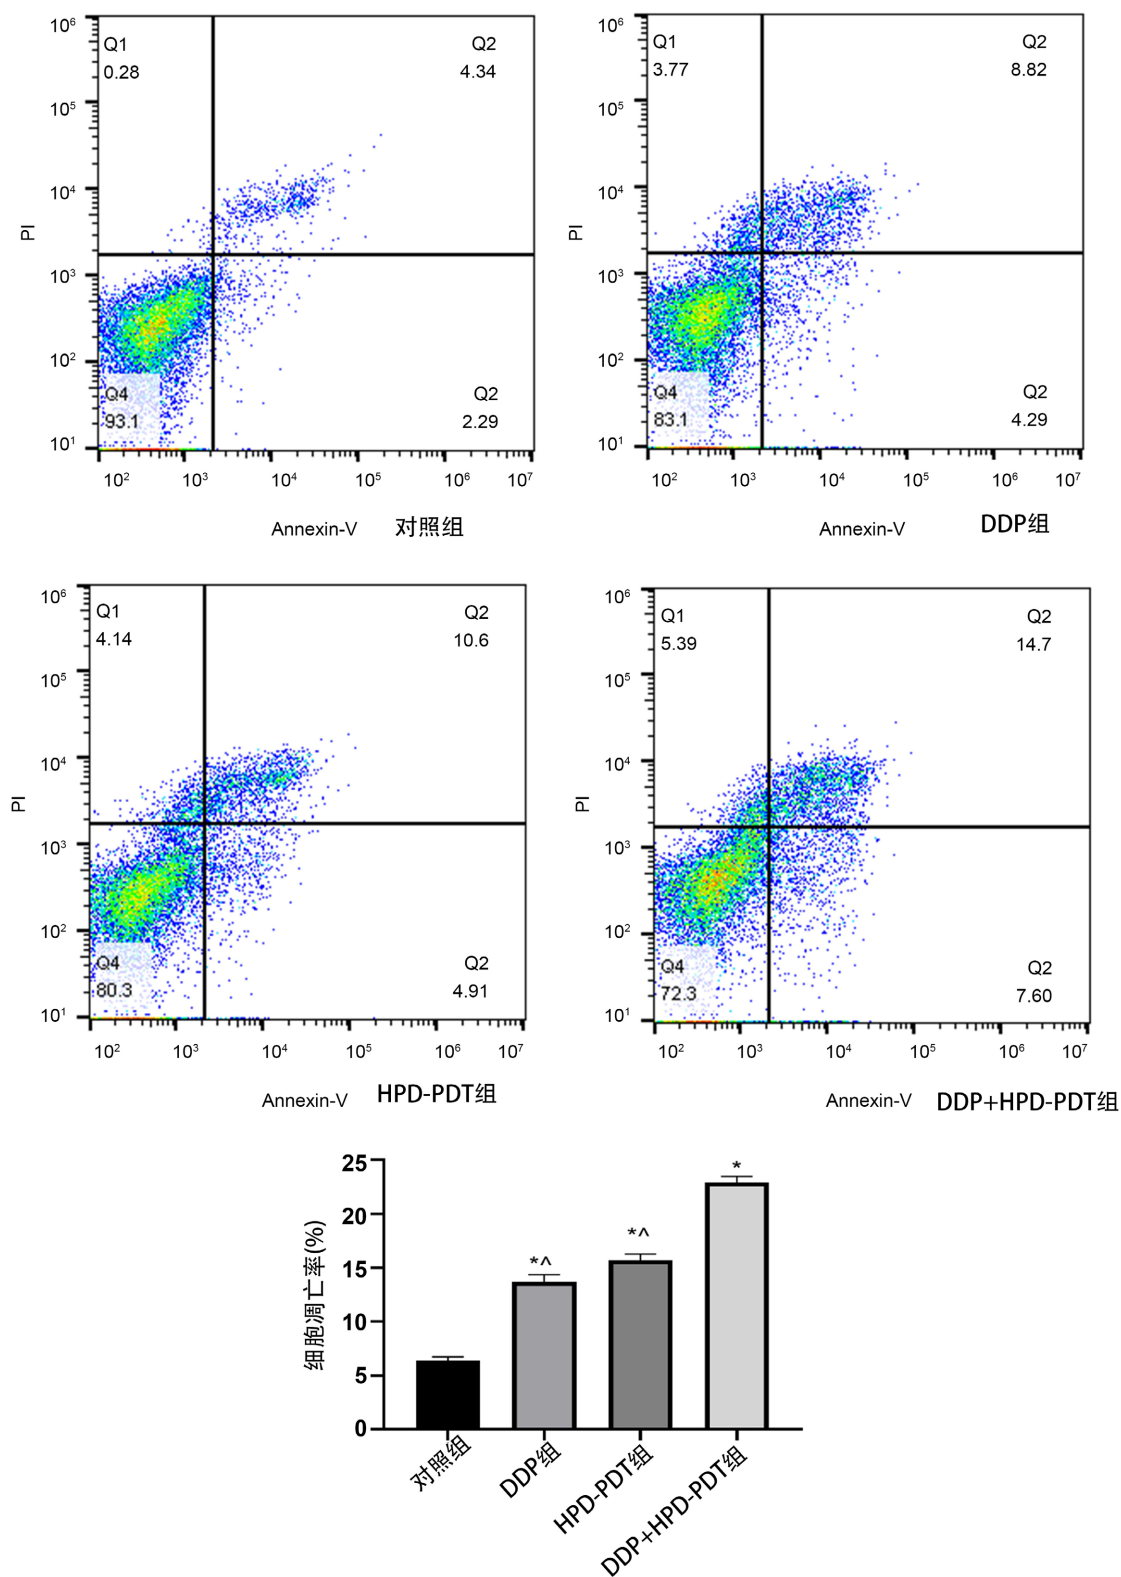 10⁶
Q1
0.28
Q2
4.34
10⁵
10⁴
PI
10³
10²
Q4
93.1
Q2
2.29
10¹
10² 10³ 10⁴ 10⁵ 10⁶ 10⁷
Annexin-V 对照组
10⁶
Q1
3.77
Q2
8.82
10⁵
10⁴
PI
10³
10²
Q4
83.1
Q2
4.29
10¹
10² 10³ 10⁴ 10⁵ 10⁶ 10⁷
Annexin-V DDP组
10⁶
Q1
4.14
Q2
10.6
10⁵
10⁴
PI
10³
10²
Q4
80.3
Q2
4.91
10¹
10² 10³ 10⁴ 10⁵ 10⁶ 10⁷
Annexin-V HPD-PDT组
10⁶
Q1
5.39
Q2
14.7
10⁵
10⁴
PI
10³
10²
Q4
72.3
Q2
7.60
10¹
10² 10³ 10⁴ 10⁵ 10⁶ 10⁷
Annexin-V DDP+HPD-PDT组
细胞凋亡率(%)
25
20
15
10
5
0
*^
*^
*
对照组
DDP组
HPD-PDT组
DDP+HPD-PDT组